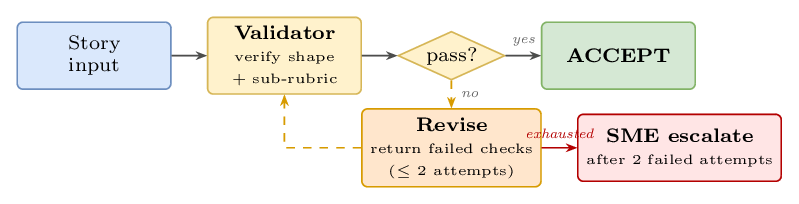 Story
input
Validator
verify shape
+ sub-rubric
pass?
yes
ACCEPT
no
Revise
return failed checks
(≤ 2 attempts)
exhausted
SME escalate
after 2 failed attempts